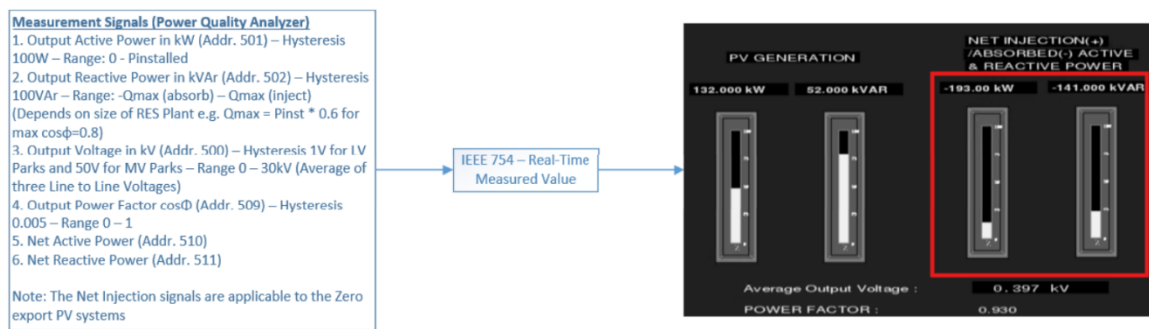 Measurement Signals (Power Quality Analyzer)
1. Output Active Power in kW (Addr. 501) – Hysteresis
100W – Range: 0 - Pinstalled
2. Output Reactive Power in kVAr (Addr. 502) – Hysteresis
100VAr – Range: -Qmax (absorb) – Qmax (inject)
(Depends on size of RES Plant e.g. Qmax = Pinst * 0.6 for
max cosϕ=0.8)
3. Output Voltage in kV (Addr. 500) – Hysteresis 1V for LV
Parks and 50V for MV Parks – Range 0 – 30kV (Average of
three Line to Line Voltages)
4. Output Power Factor cosΦ (Addr. 509) – Hysteresis
0.005 – Range 0 – 1
5. Net Active Power (Addr. 510)
6. Net Reactive Power (Addr. 511)
Note: The Net Injection signals are applicable to the Zero
export PV systems
IEEE 754 – Real-Time
Measured Value
PV GENERATION
NET INJECTION(+)
/ABSORBED(-) ACTIVE
& REACTIVE POWER
132.000 kW 52.000 kVAR -193.00 kW -141.000 kVAR
Average Output Voltage : 0.397 kV
POWER FACTOR : 0.930